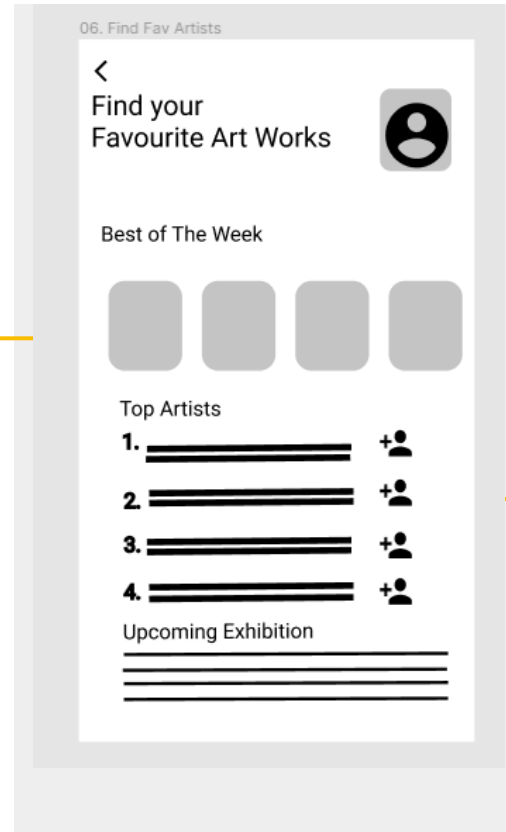 06. Find Fav Artists
Find your
Favourite Art Works
Best of The Week
Top Artists
1.
2.
3.
4.
Upcoming Exhibition